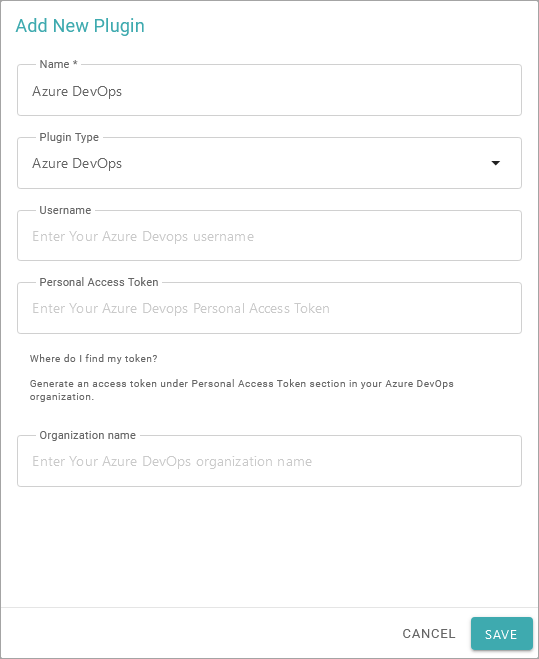 Add New Plugin
Name *
Azure DevOps
Plugin Type
Azure DevOps
Username
Enter Your Azure Devops username
Personal Access Token
Enter Your Azure Devops Personal Access Token
Where do I find my token?
Generate an access token under Personal Access Token section in your Azure DevOps
organization.
Organization name
Enter Your Azure DevOps organization name
CANCEL
SAVE